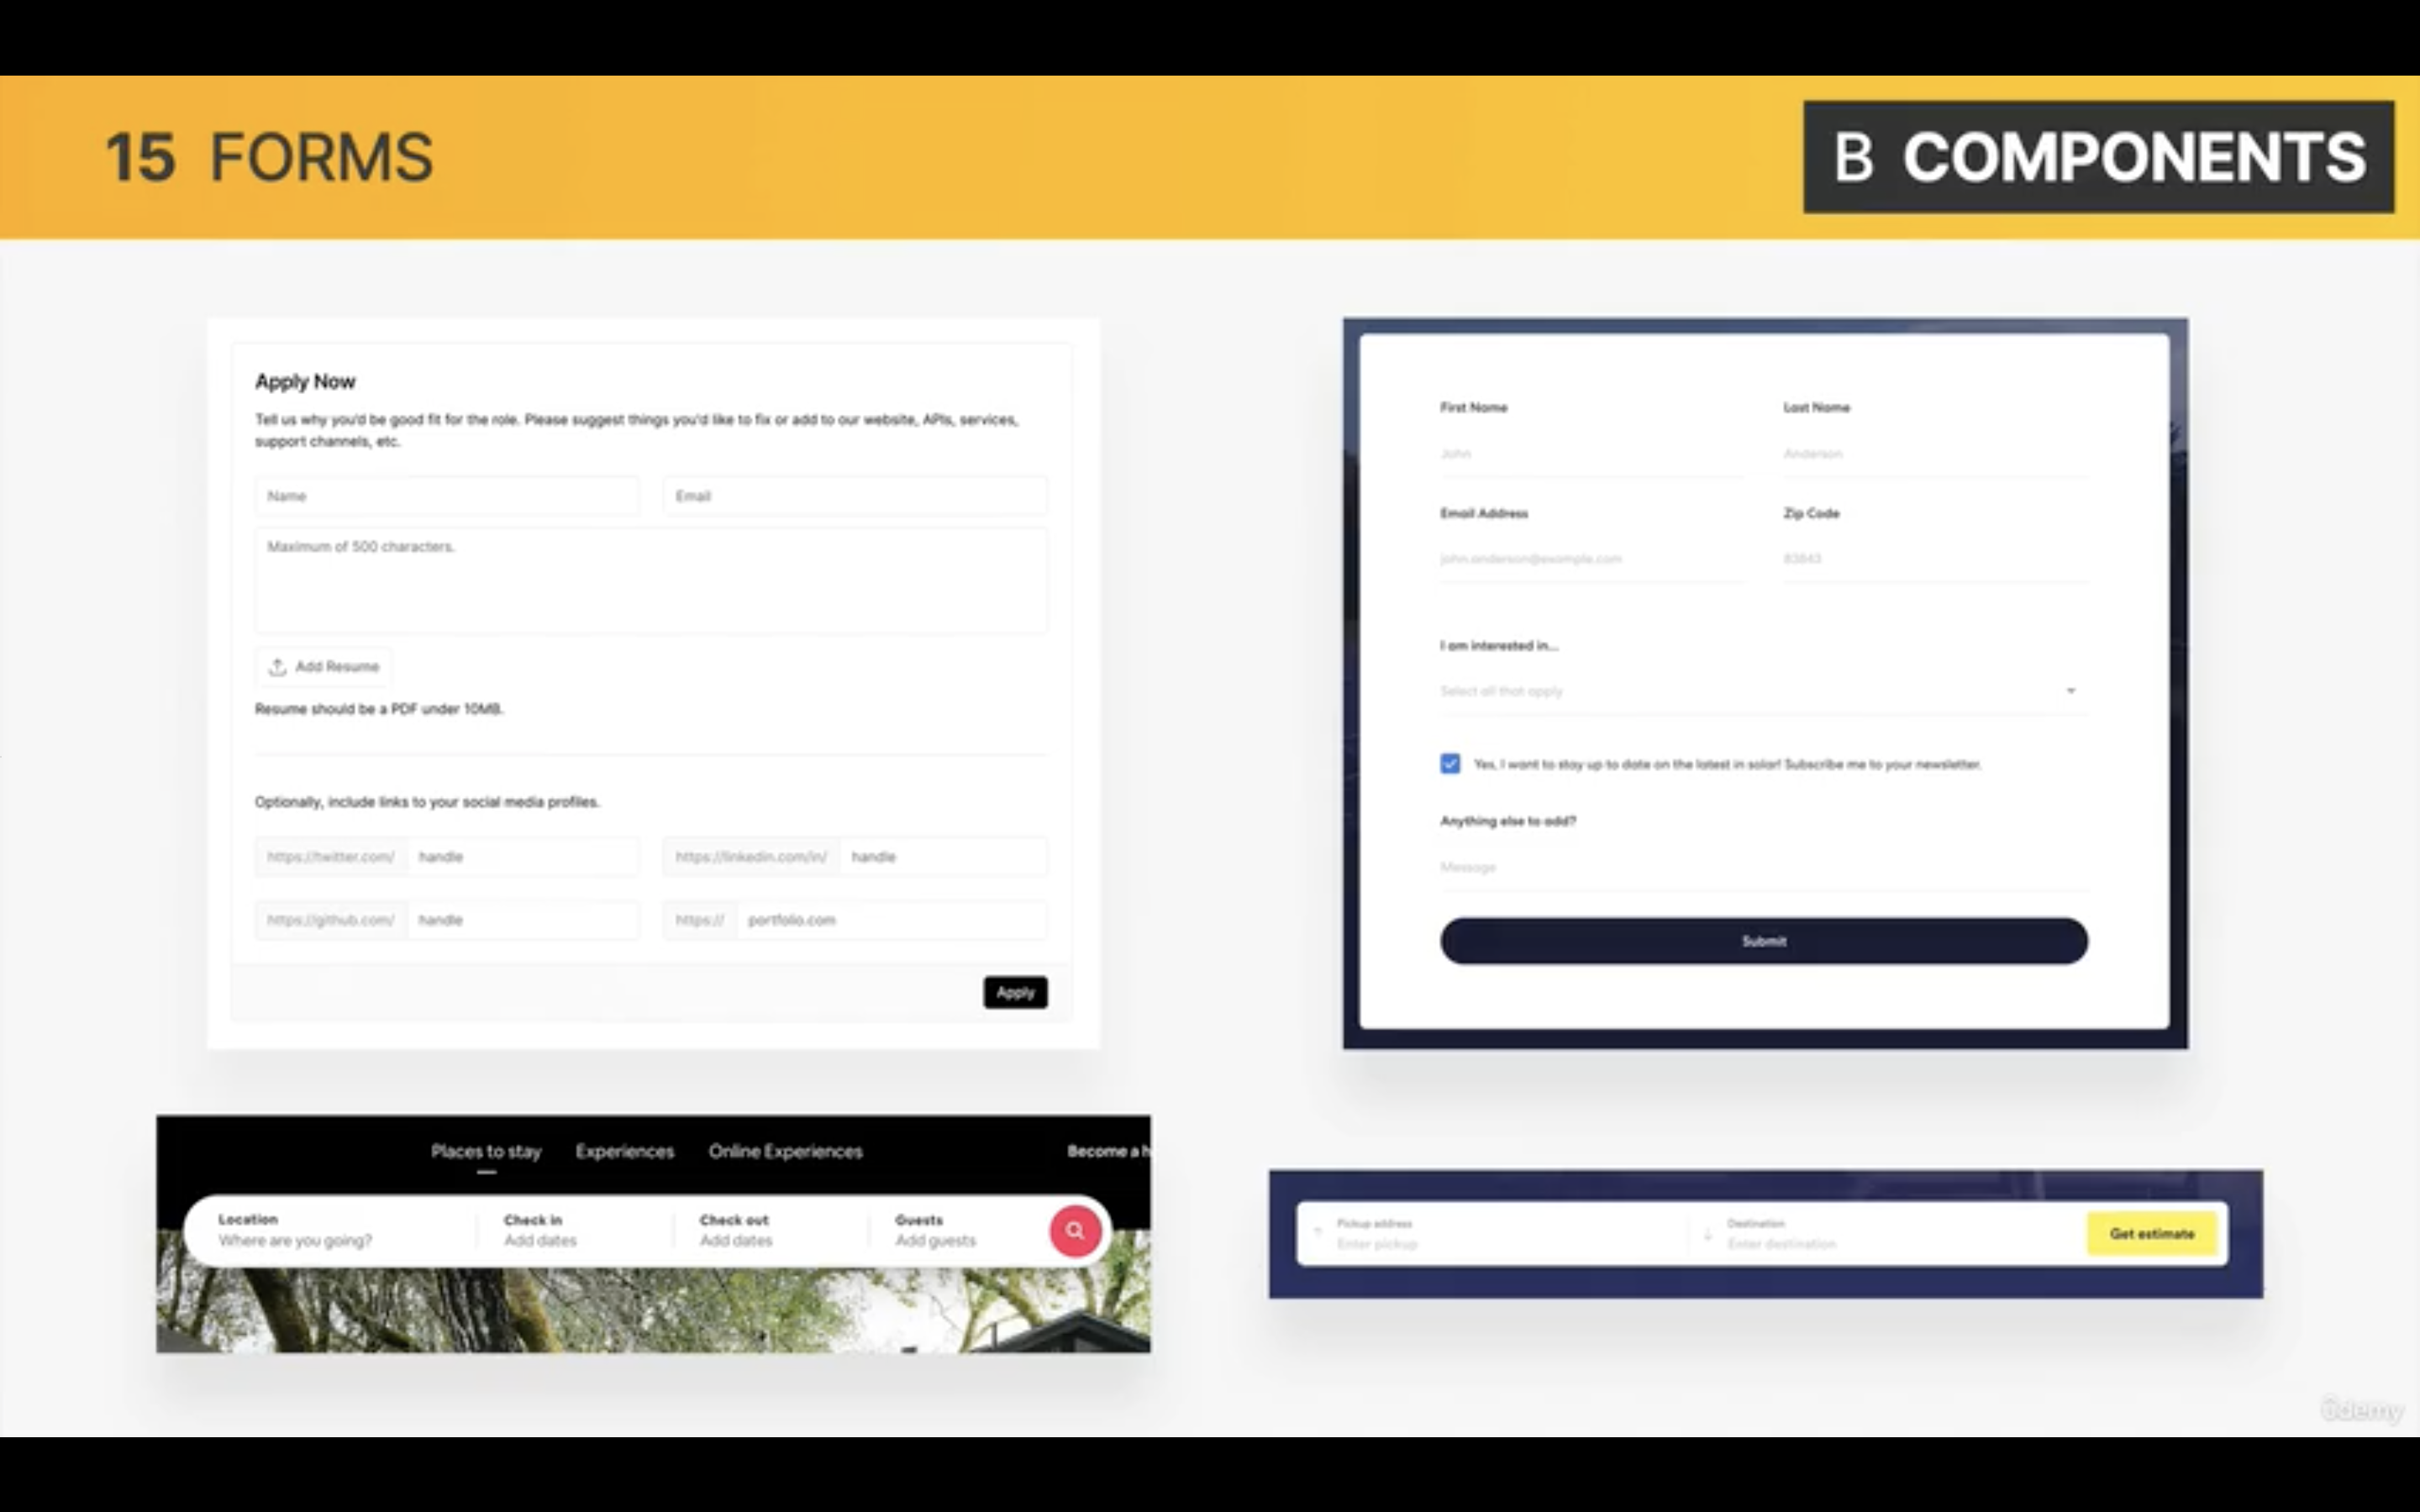 15 FORMS
B COMPONENTS
Apply Now
Tell us why you'd be good fit for the role. Please suggest things you'd like to fix or add to our website, APIs, services,
support channels, etc.
Name
Email
Maximum of 500 characters.
Add Resume
Resume should be a PDF under 10MB.
Optionally, include links to your social media profiles.
https://twitter.com/ handle
https://linkedin.com/in/ handle
https://github.com/ handle
https:// portfolio.com
Apply
First Name
Last Name
John
Anderson
Email Address
Zip Code
john.anderson@example.com
83843
I am interested in...
Select all that apply
Yes, I want to stay up to date on the latest in solar! Subscribe me to your newsletter.
Anything else to add?
Message
Submit
Places to stay
Experiences
Online Experiences
Become a h
Location
Where are you going?
Check in
Add dates
Check out
Add dates
Guests
Add guests
Pickup address
Enter pickup
Destination
Enter destination
Get estimate
ûdemy